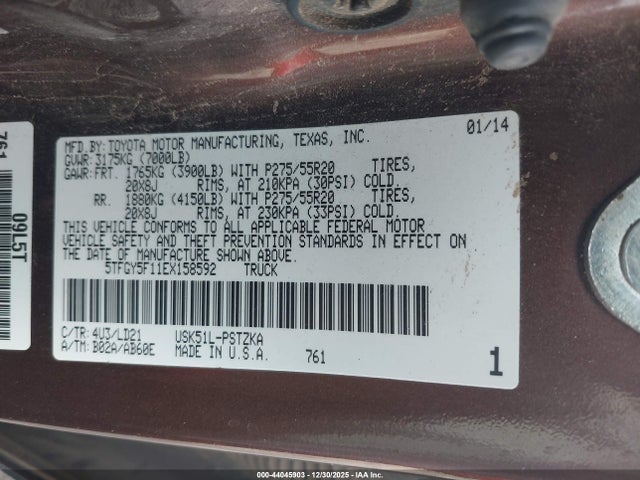 MFD.BY: TOYOTA MOTOR MANUFACTURING, TEXAS, INC. 01/14
GVWR: 3175KG (7000LB)
GAWR: FRT. 1765KG (3900LB) WITH P275/55R20 TIRES,
20X8J RIMS, AT 210KPA (30PSI) COLD.
RR. 1880KG (4150LB) WITH P275/55R20 TIRES,
20X8J RIMS, AT 230KPA (33PSI) COLD.
THIS VEHICLE CONFORMS TO ALL APPLICABLE FEDERAL MOTOR
VEHICLE SAFETY AND THEFT PREVENTION STANDARDS IN EFFECT ON
THE DATE OF MANUFACTURE SHOWN ABOVE.
5TFGY5F11EX158592 TRUCK
C/TR: 4U3/LD21 USK51L-PSTZKA
A/TM: B02A/AB60E MADE IN U.S.A. 761 1
761
09L5T
000-44045903 - 12/30/2025 - IAAI.COM